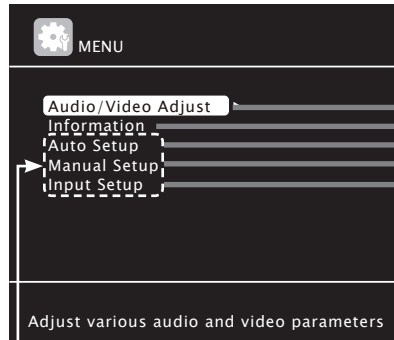 MENU
Audio/Video Adjust
Information
Auto Setup
Manual Setup
Input Setup
Adjust various audio and video parameters